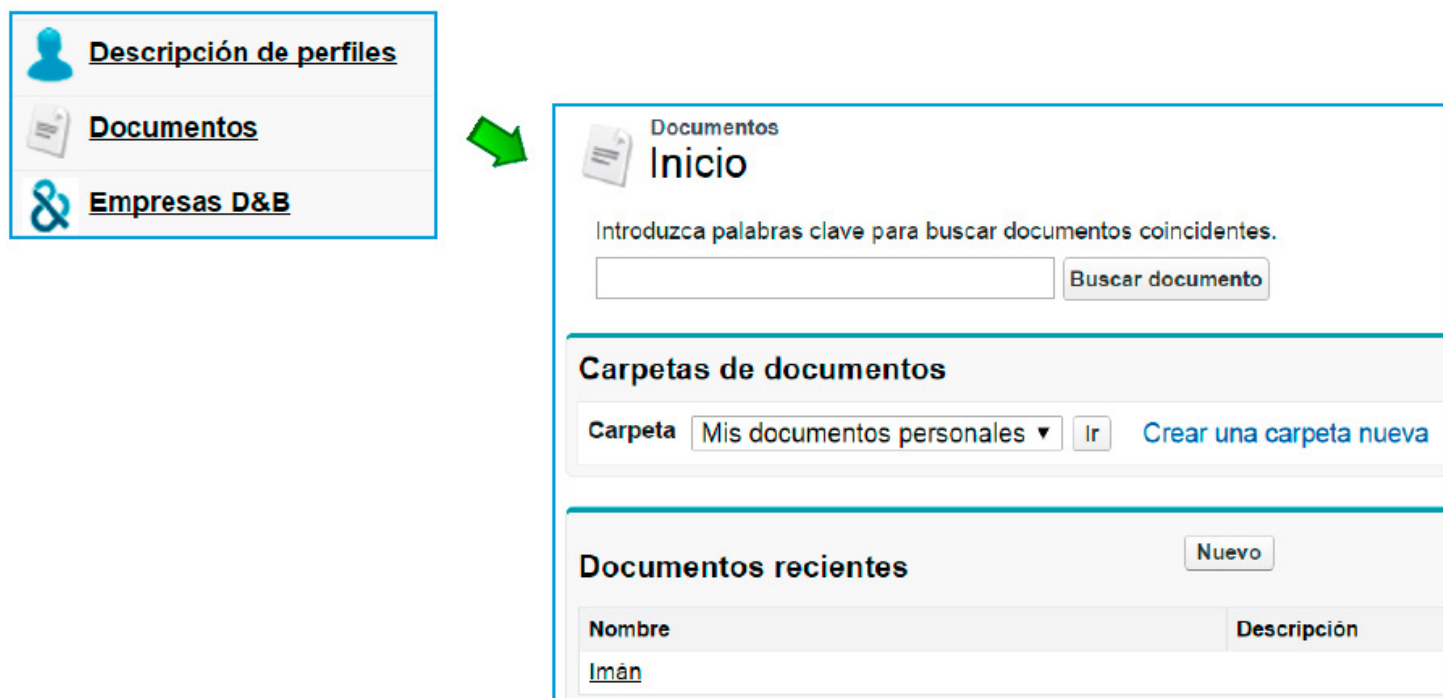 Descripción de perfiles
Documentos
Empresas D&B
Documentos
Inicio
Introduzca palabras clave para buscar documentos coincidentes.
Buscar documento
Carpetas de documentos
Carpeta Mis documentos personales Ir Crear una carpeta nueva
Documentos recientes Nuevo
Nombre Descripción
Imán